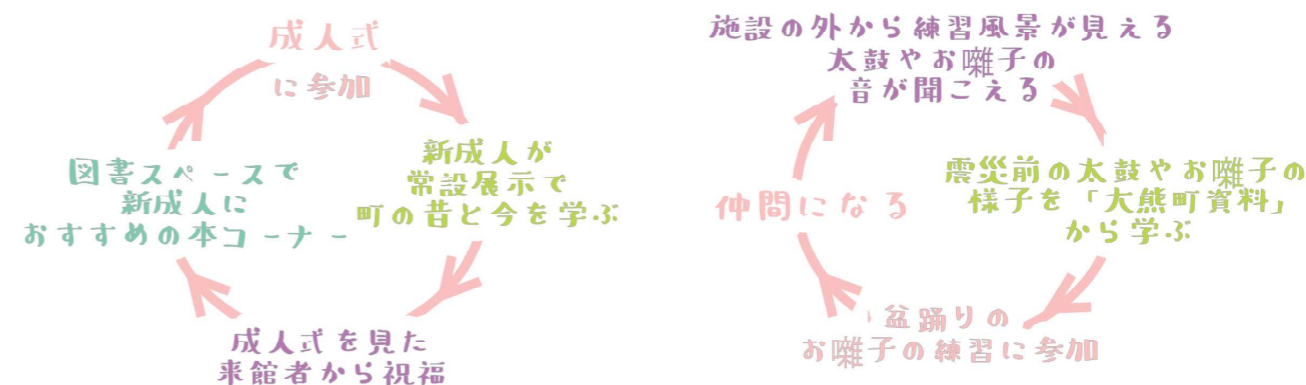 成人式
に参加
新成人が
常設展示で
町の昔と今を学ぶ
成人式を見た
来館者から祝福
図書スペースで
新成人に
おすすめの本コーナー
施設の外から練習風景が見える
太鼓やお囃子の
音が聞こえる
震災前の太鼓やお囃子の
様子を「大熊町資料」
から学ぶ
盆踊りの
お囃子の練習に参加
仲間になる